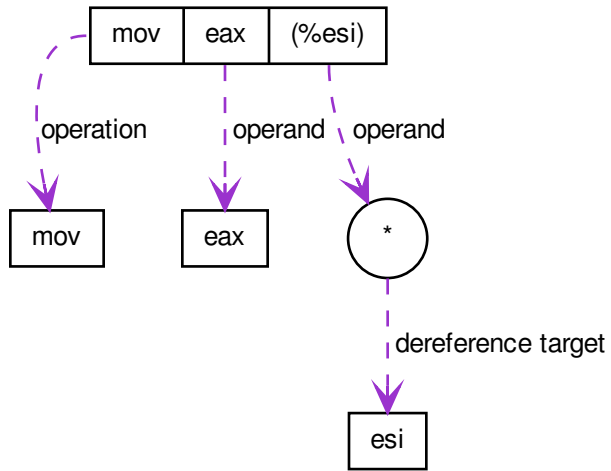 mov eax (%esi)
operation operand operand
mov eax *
dereference target
esi